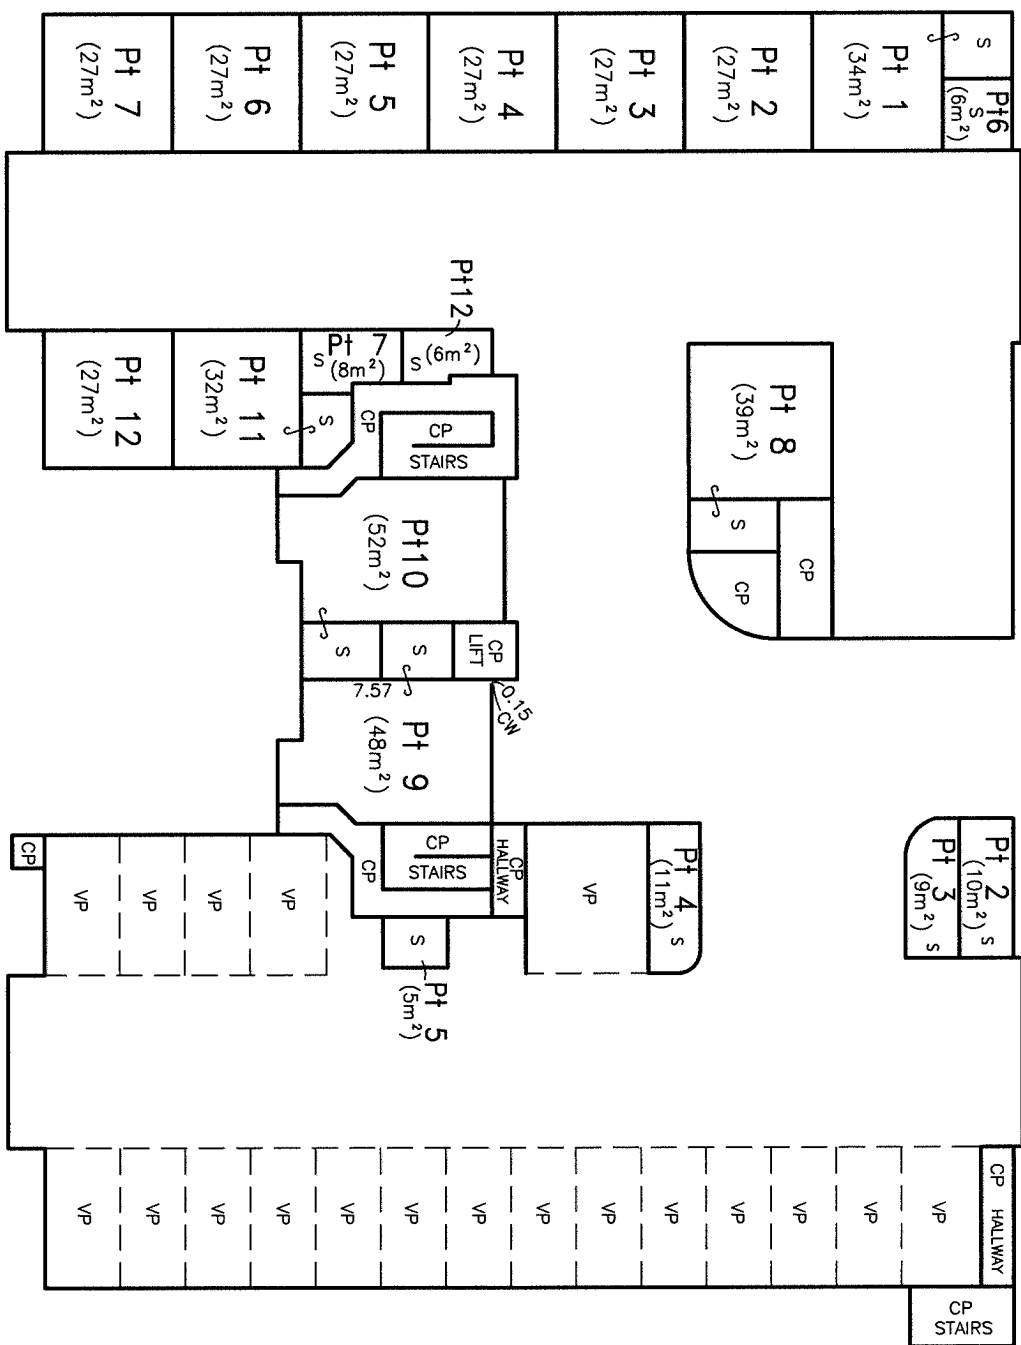 Pt 7
(27m²)
Pt 6
(27m²)
Pt 5
(27m²)
Pt 4
(27m²)
Pt 3
(27m²)
Pt 2
(27m²)
Pt 1
(34m²)
S
Pt6
S
(6m²)
Pt12
S (6m²)
Pt 7
S (8m²)
Pt 12
(27m²)
Pt 11
(32m²)
S
CP
CP
STAIRS
Pt 8
(39m²)
S
CP
CP
Pt10
(52m²)
S
S
CP
LIFT
7.57
0.15
CW
Pt 9
(48m²)
CP
CP
STAIRS
CP
HALLWAY
VP
Pt 4
(11m²) S
Pt 3
(9m²) S
Pt 2
(10m²) S
CP
VP
VP
VP
VP
S
Pt 5
(5m²)
VP
VP
VP
VP
VP
VP
VP
VP
VP
VP
VP
VP
VP
VP
CP HALLWAY
CP
STAIRS